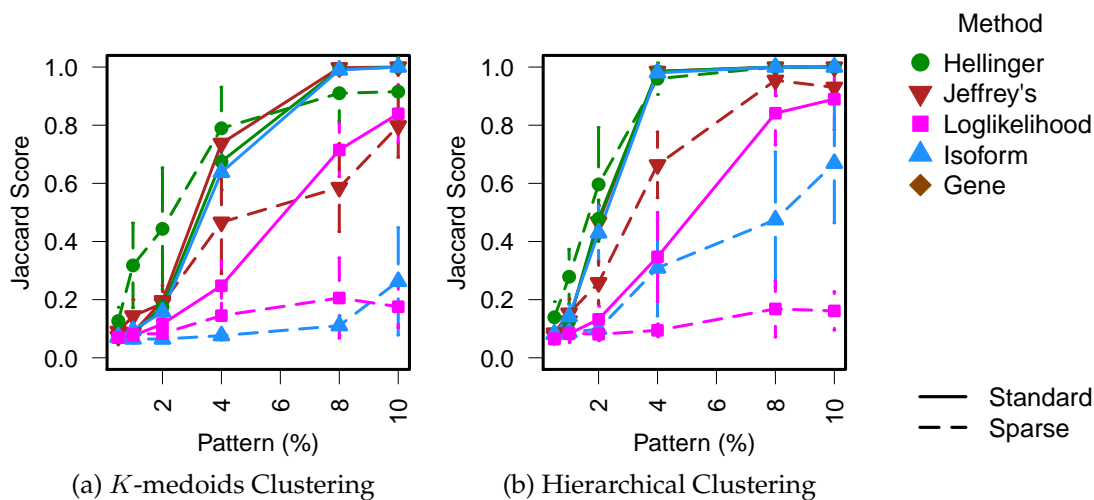 Method
Hellinger
Jeffrey's
Loglikelihood
Isoform
Gene
Standard
Sparse
Jaccard Score
1.0
0.8
0.6
0.4
0.2
0.0
2
4
6
8
10
Pattern (%)
(a) K-medoids Clustering
Jaccard Score
1.0
0.8
0.6
0.4
0.2
0.0
2
4
6
8
10
Pattern (%)
(b) Hierarchical Clustering